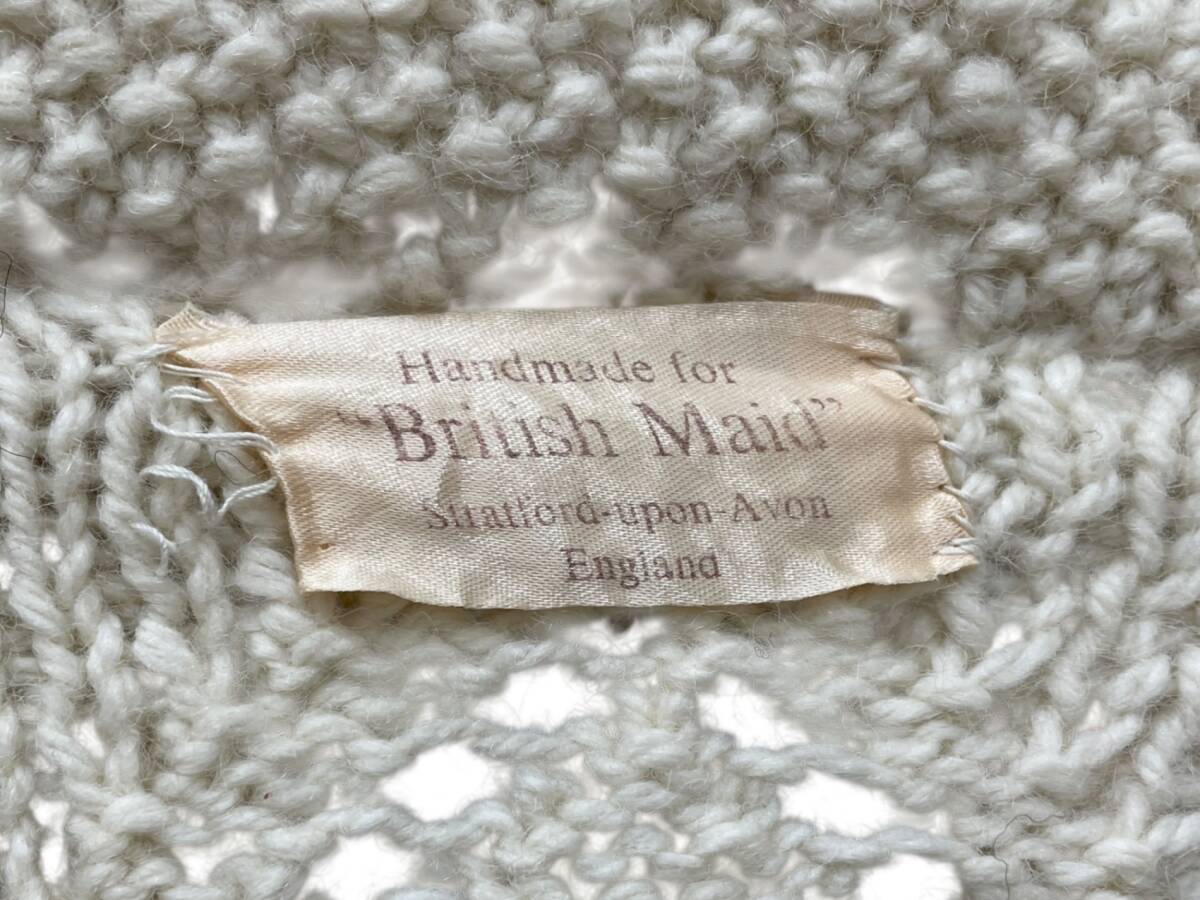 Handmade for
“British Maid”
Stratford-upon-Avon
England